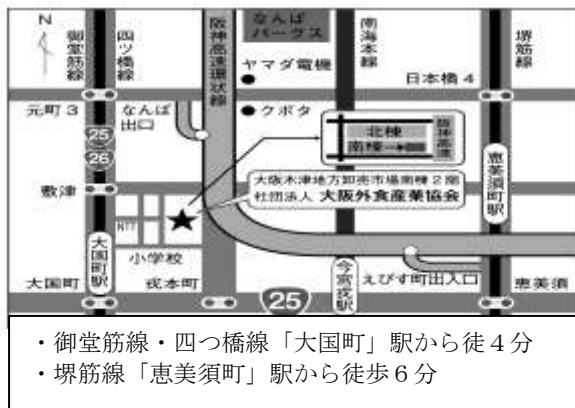 N
御堂筋線
四ツ橋線
阪神高速環状線
なんば
パークス
南海本線
堺筋線
ヤマダ電機
日本橋4
元町3
なんば
出口
クボタ
25
26
北棟
南棟
阪神高速
恵美須町駅
敷津
大阪木津地方卸売市場南棟2階
社団法人 大阪外食産業協会
NTT
大国町駅
小学校
大国町
戎本町
25
今宮戎駅
えびす町出入口
恵美須
・御堂筋線・四つ橋線「大国町」駅から徒4分
・堺筋線「恵美須町」駅から徒歩6分